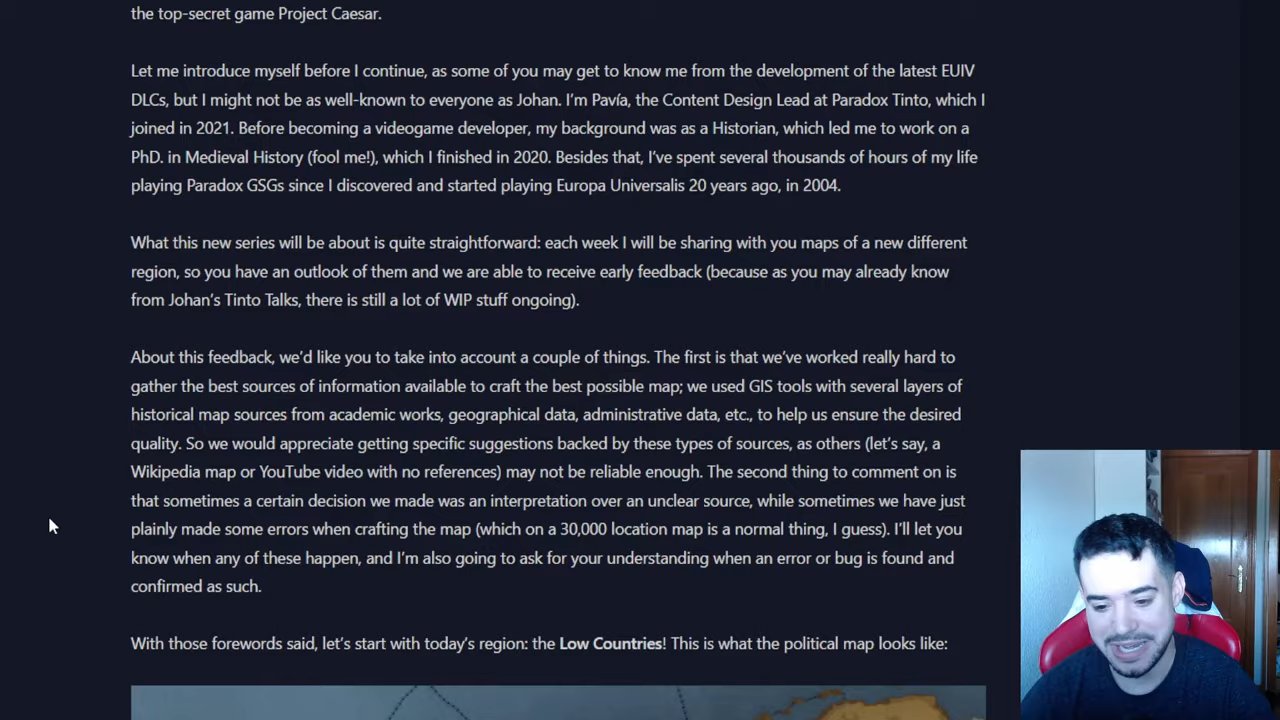 the top-secret game Project Caesar.
Let me introduce myself before I continue, as some of you may get to know me from the development of the latest EUIV
DLCs, but I might not be as well-known to everyone as Johan. I’m Pavía, the Content Design Lead at Paradox Tinto, which I
joined in 2021. Before becoming a videogame developer, my background was as a Historian, which led me to work on a
PhD. in Medieval History (fool me!), which I finished in 2020. Besides that, I’ve spent several thousands of hours of my life
playing Paradox GSGs since I discovered and started playing Europa Universalis 20 years ago, in 2004.
What this new series will be about is quite straightforward: each week I will be sharing with you maps of a new different
region, so you have an outlook of them and we are able to receive early feedback (because as you may already know
from Johan’s Tinto Talks, there is still a lot of WIP stuff ongoing).
About this feedback, we’d like you to take into account a couple of things. The first is that we’ve worked really hard to
gather the best sources of information available to craft the best possible map; we used GIS tools with several layers of
historical map sources from academic works, geographical data, administrative data, etc., to help us ensure the desired
quality. So we would appreciate getting specific suggestions backed by these types of sources, as others (let’s say, a
Wikipedia map or YouTube video with no references) may not be reliable enough. The second thing to comment on is
that sometimes a certain decision we made was an interpretation over an unclear source, while sometimes we have just
plainly made some errors when crafting the map (which on a 30,000 location map is a normal thing, I guess). I’ll let you
know when any of these happen, and I’m also going to ask for your understanding when an error or bug is found and
confirmed as such.
With those forewords said, let’s start with today’s region: the Low Countries! This is what the political map looks like: